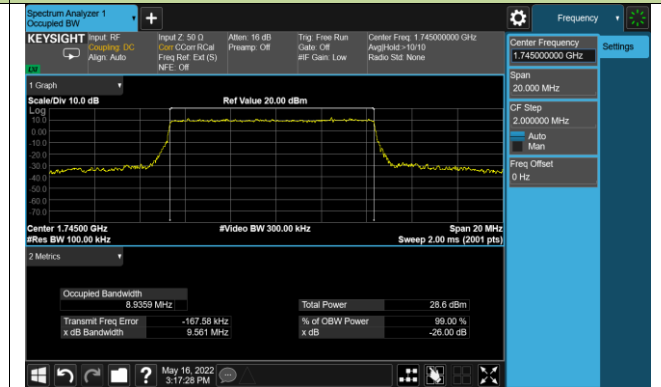 Spectrum Analyzer 1
Occupied BW
+
Frequency
KEYSIGHT
Input: RF
Coupling: DC
Align: Auto
Input Z: 50 Ω
Corr CCorr RCal
Freq Ref: Ext (S)
NFE: Off
Atten: 16 dB
Preamp: Off
Trig: Free Run
Gate: Off
#IF Gain: Low
Center Freq: 1.745000000 GHz
Avg|Hold:>10/10
Radio Std: None
LW
1 Graph
Scale/Div 10.0 dB
Ref Value 20.00 dBm
Log
10.0
0.00
-10.0
-20.0
-30.0
-40.0
-50.0
-60.0
-70.0
Center 1.74500 GHz
#Video BW 300.00 kHz
Span 20 MHz
#Res BW 100.00 kHz
Sweep 2.00 ms (2001 pts)
2 Metrics
Occupied Bandwidth
8.9359 MHz
Total Power
28.6 dBm
Transmit Freq Error
-167.58 kHz
% of OBW Power
99.00 %
x dB Bandwidth
9.561 MHz
x dB
-26.00 dB
Center Frequency
1.745000000 GHz
Settings
Span
20.000 MHz
CF Step
2.000000 MHz
Auto
Man
Freq Offset
0 Hz
?
May 16, 2022
3:17:28 PM